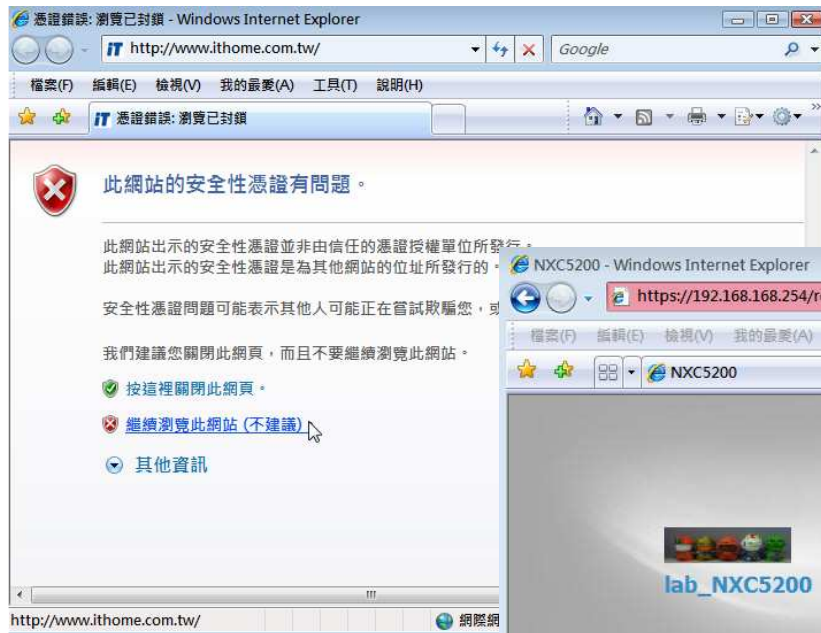 憑證錯誤: 瀏覽已封鎖 - Windows Internet Explorer
http://www.ithome.com.tw/
Google
檔案(F) 編輯(E) 檢視(V) 我的最愛(A) 工具(T) 說明(H)
憑證錯誤: 瀏覽已封鎖
此網站的安全性憑證有問題。
此網站出示的安全性憑證並非由信任的憑證授權單位所發行。
此網站出示的安全性憑證是為其他網站的位址所發行的。
安全性憑證問題可能表示其他人可能正在嘗試欺騙您，或
我們建議您關閉此網頁，而且不要繼續瀏覽此網站。
按這裡關閉此網頁。
繼續瀏覽此網站 (不建議)
其他資訊
http://www.ithome.com.tw/
網際網
NXC5200 - Windows Internet Explorer
https://192.168.168.254/r
檔案(F) 編輯(E) 檢視(V) 我的最愛(A)
NXC5200
lab_NXC5200